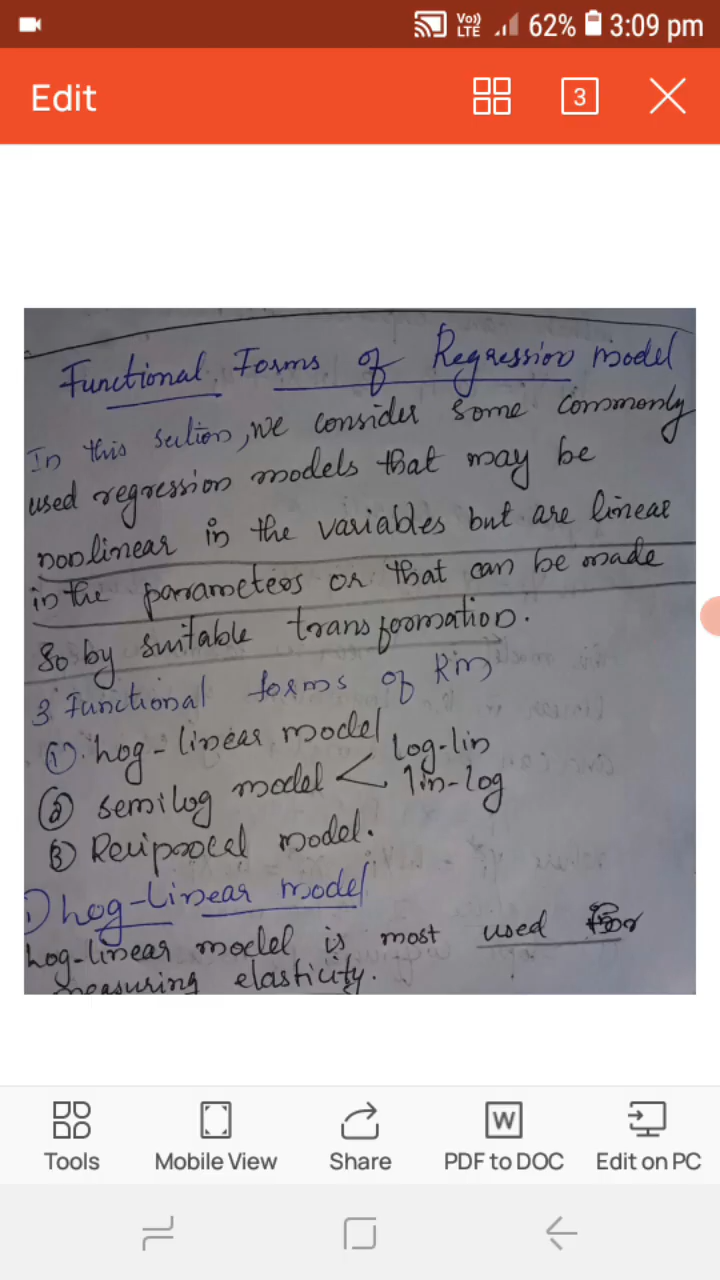 Vo)) LTE 62% 3:09 pm
Edit 3
Functional Forms of Regression model
In this section, we consider some commonly
used regression models that may be
nonlinear in the variables but are linear
in the parameters or that can be made
so by suitable transformation.
3 Functional forms of Rm
① Log-linear model
② semilog model < log-lin
lin-log
③ Reciprocal model.
1) Log-Linear model
Log-linear model is most used for
measuring elasticity.
W
Tools Mobile View Share PDF to DOC Edit on PC